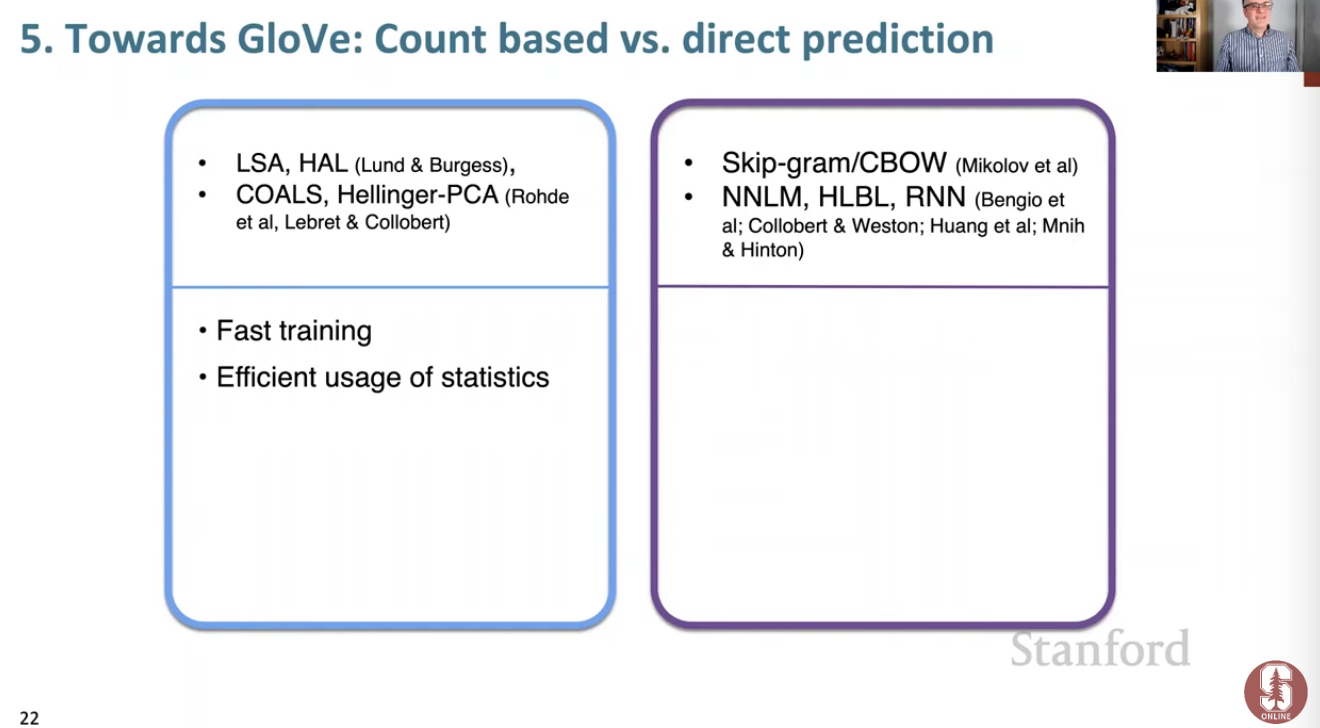 5. Towards GloVe: Count based vs. direct prediction
• LSA, HAL (Lund & Burgess),
• COALS, Hellinger-PCA (Rohde
et al, Lebret & Collobert)
• Fast training
• Efficient usage of statistics
• Skip-gram/CBOW (Mikolov et al)
• NNLM, HLBL, RNN (Bengio et
al; Collobert & Weston; Huang et al; Mnih
& Hinton)
Stanford
S
ONLINE
22